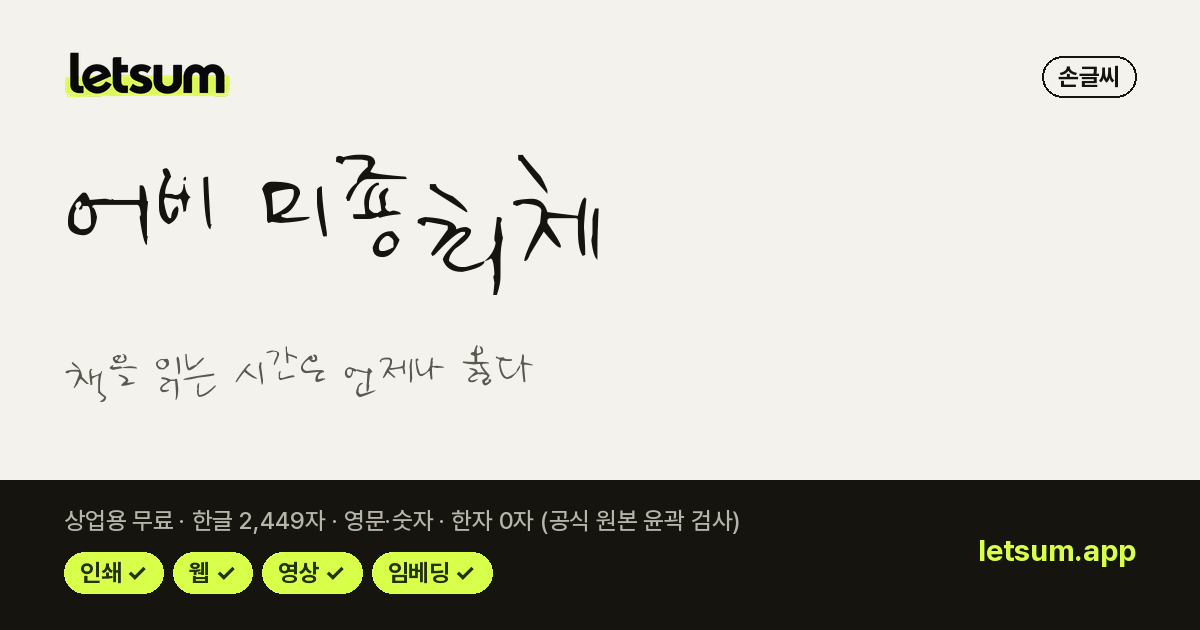 letsum
손글씨
어비 미쫑희체
책을 읽는 시간은 언제나 옳다
상업용 무료 · 한글 2,449자 · 영문·숫자 · 한자 0자 (공식 원본 윤곽 검사)
인쇄 ✓ 웹 ✓ 영상 ✓ 임베딩 ✓
letsum.app